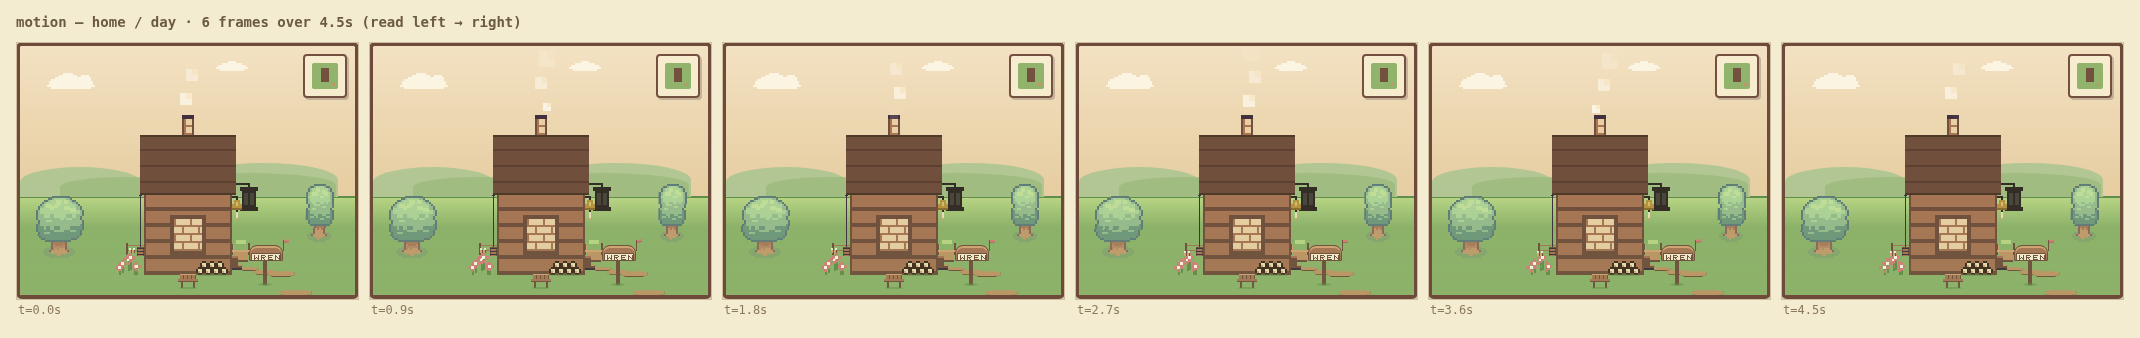 motion — home / day · 6 frames over 4.5s (read left → right)
WREN WREN WREN WREN WREN WREN
t=0.0s t=0.9s t=1.8s t=2.7s t=3.6s t=4.5s